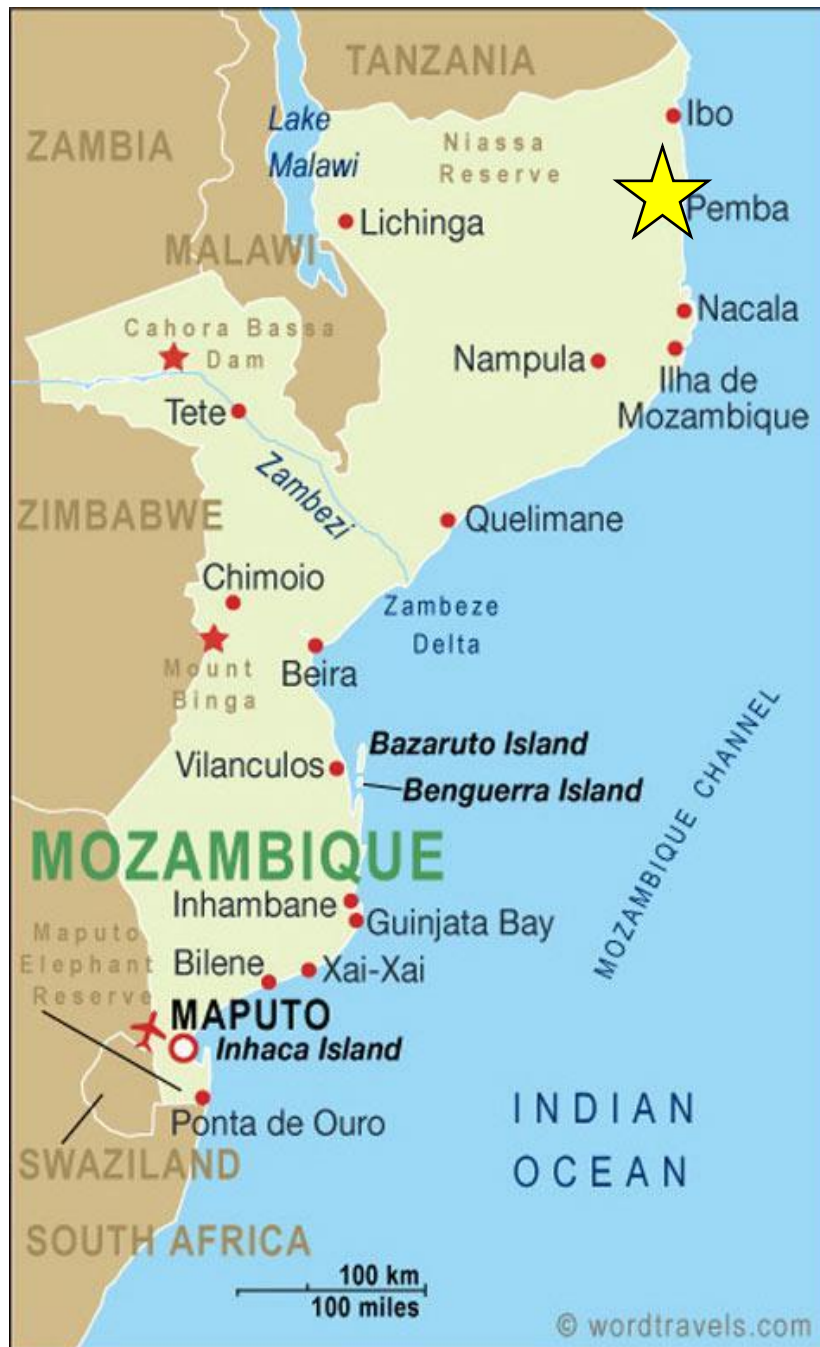 TANZANIA
Ibo
Lake
Malawi
Niassa
Reserve
ZAMBIA
Pemba
Lichinga
MALAWI
Nacala
Cahora Bassa
Dam
Nampula
Ilha de
Mozambique
Tete
Zambezi
ZIMBABWE
Quelimane
Chimoio
Zambeze
Delta
Mount
Binga
Beira
Bazaruto Island
Vilanculos
Benguerra Island
MOZAMBIQUE CHANNEL
MOZAMBIQUE
Inhambane
Guinjata Bay
Maputo
Elephant
Reserve
Bilene
Xai-Xai
MAPUTO
Inhaca Island
Ponta de Ouro
INDIAN
OCEAN
SWAZILAND
SOUTH AFRICA
100 km
100 miles
© wordtravels.com